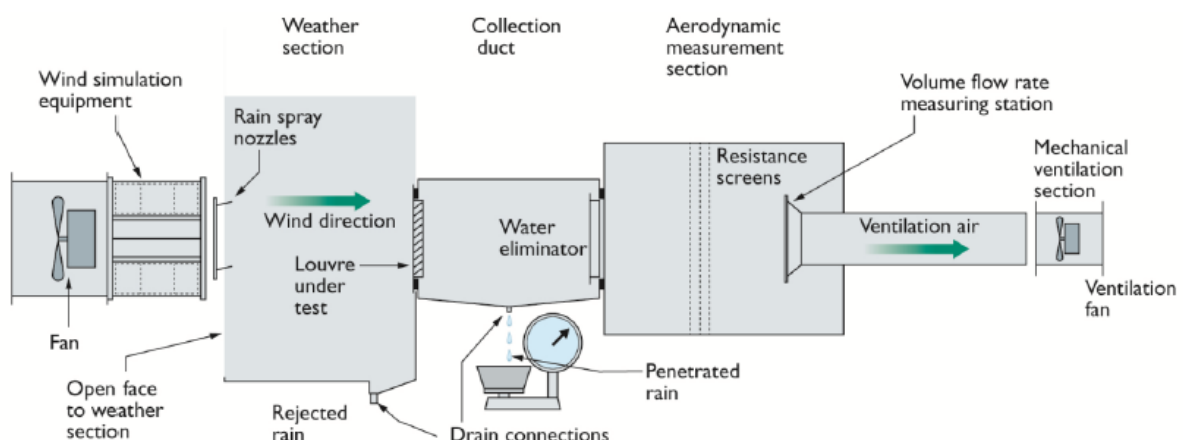 Weather
section
Collection
duct
Aerodynamic
measurement
section
Wind simulation
equipment
Rain spray
nozzles
Volume flow rate
measuring station
Resistance
screens
Mechanical
ventilation
section
Wind direction
Water
eliminator
Ventilation air
Louvre
under
test
Fan
Ventilation
fan
Open face
to weather
section
Rejected
rain
Penetrated
rain
Drain connections